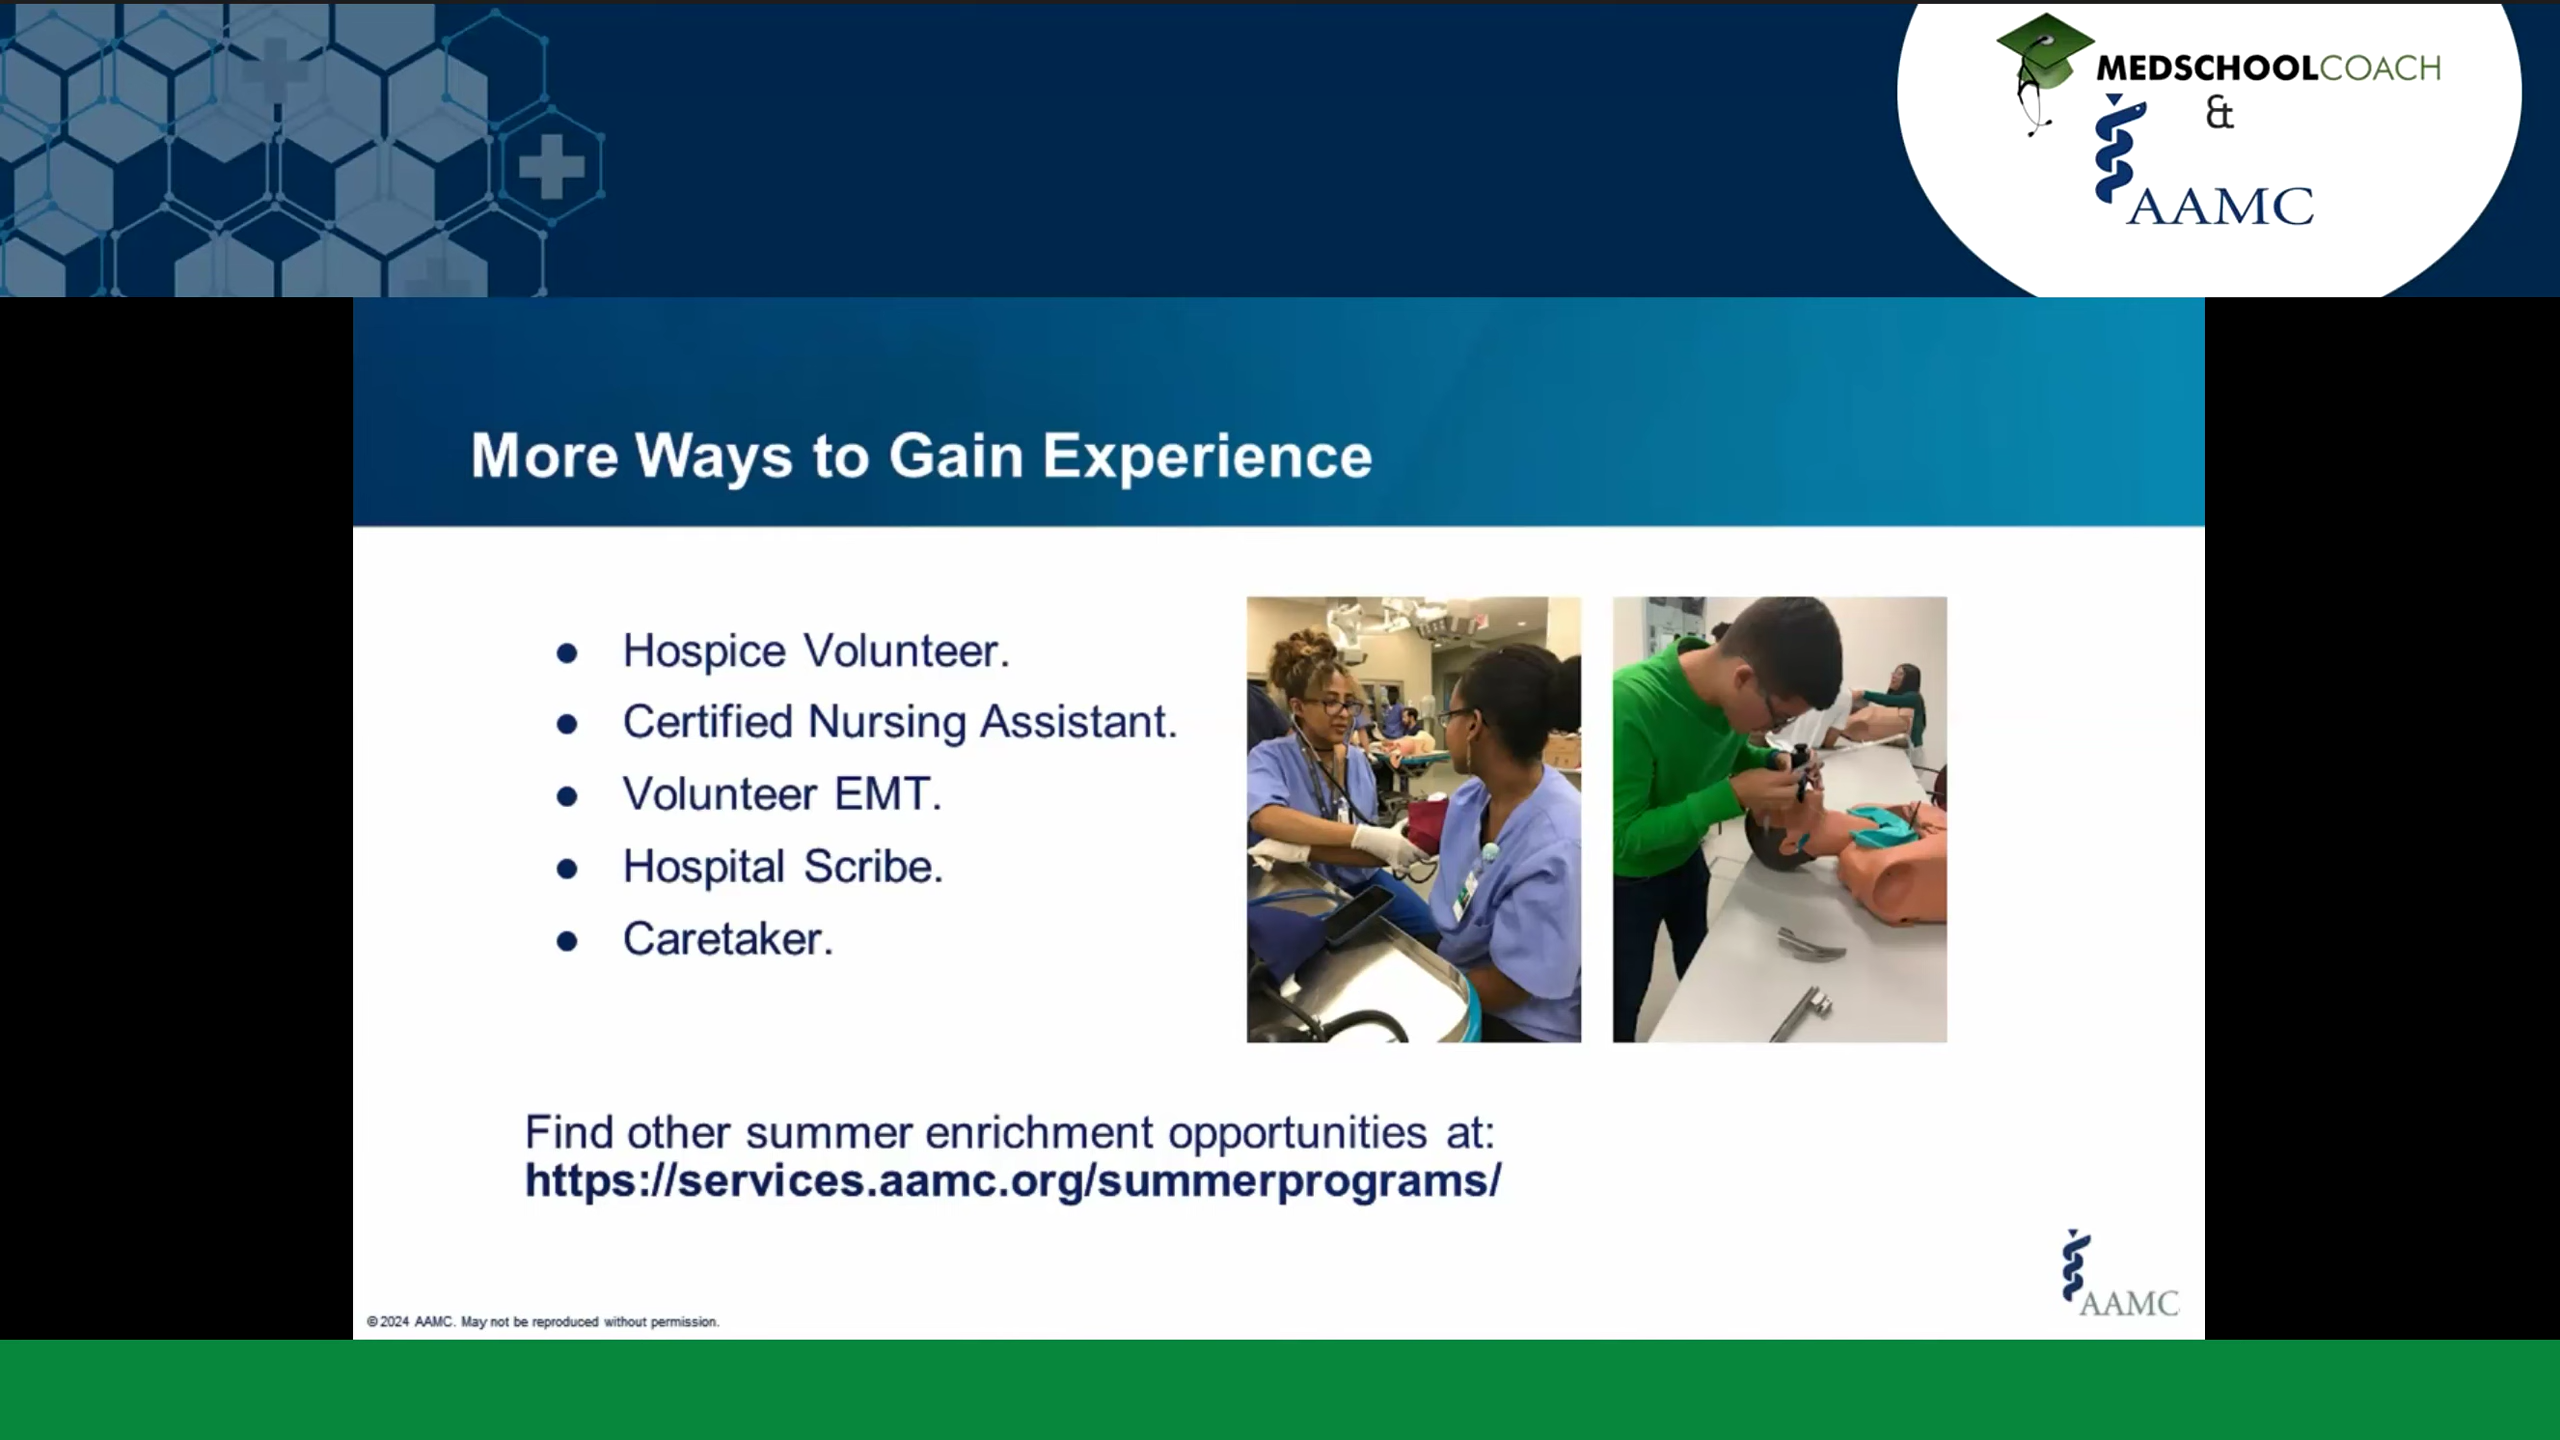 MEDSCHOOLCOACH
&
AAMC
More Ways to Gain Experience
● Hospice Volunteer.
● Certified Nursing Assistant.
● Volunteer EMT.
● Hospital Scribe.
● Caretaker.
Find other summer enrichment opportunities at:
https://services.aamc.org/summerprograms/
AAMC
© 2024 AAMC. May not be reproduced without permission.